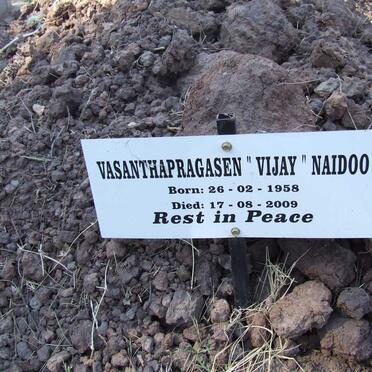 VASANTHAPRAGASEN " VIJAY " NAIDOO
Born: 26 - 02 - 1958
Died: 17 - 08 - 2009
Rest in Peace